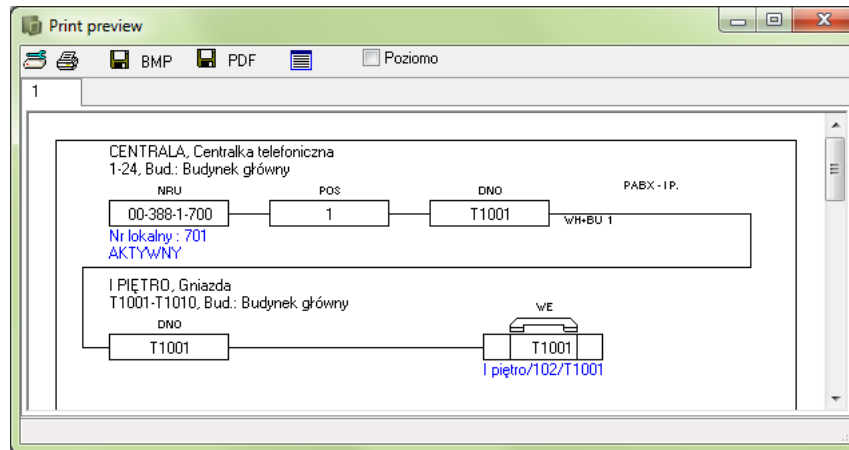 Print preview
BMP PDF Poziomo
1
CENTRALA, Centralka telefoniczna
1-24, Bud.: Budynek główny
NRU POS DNO PABX - I P.
00-388-1-700 1 T1001 WH+BU 1
Nr lokalny : 701
AKTYWNY
I PIĘTRO, Gniazda
T1001-T1010, Bud.: Budynek główny
DNO WE
T1001 T1001
I piętro/102/T1001